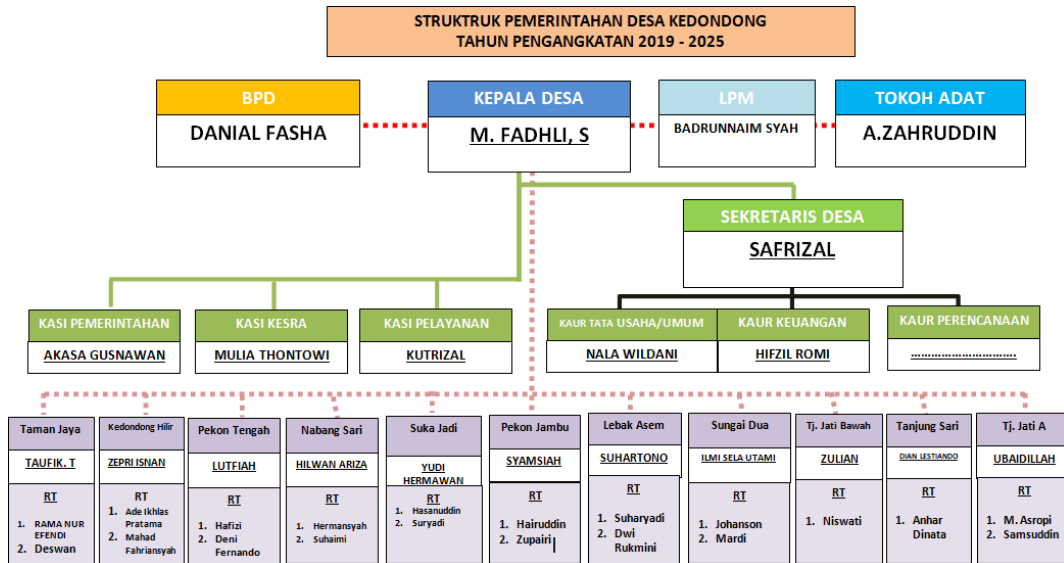 STRUKTRUK PEMERINTAHAN DESA KEDONDONG
TAHUN PENGANGKATAN 2019 - 2025
BPD
DANIAL FASHA
KEPALA DESA
M. FADHLI, S
LPM
BADRUNNAIM SYAH
TOKOH ADAT
A.ZAHRUDDIN
SEKRETARIS DESA
SAFRIZAL
KASI PEMERINTAHAN
AKASA GUSNAWAN
KASI KESRA
MULIA THONTOWI
KASI PELAYANAN
KUTRIZAL
KAUR TATA USAHA/UMUM
NALA WILDANI
KAUR KEUANGAN
HIFZIL ROMI
KAUR PERENCANAAN
................................
Taman Jaya
TAUFIK. T
RT
1. RAMA NUR
EFENDI
2. Deswan
Kedondong Hilir
ZEPRI ISNAN
RT
1. Ade Ikhlas
Pratama
2. Mahad
Fahriansyah
Pekon Tengah
LUTFIAH
RT
1. Hafizi
2. Deni
Fernando
Nabang Sari
HILWAN ARIZA
RT
1. Hermansyah
2. Suhaimi
Suka Jadi
YUDI
HERMAWAN
RT
1. Hasanuddin
2. Suryadi
Pekon Jambu
SYAMSIAH
RT
1. Hairuddin
2. Zupairi
Lebak Asem
SUHARTONO
RT
1. Suharyadi
2. Dwi
Rukmini
Sungai Dua
ILMI SELA UTAMI
RT
1. Johanson
2. Mardi
Tj. Jati Bawah
ZULIAN
RT
1. Niswati
Tanjung Sari
DIAN LESTIANDO
RT
1. Anhar
Dinata
Tj. Jati A
UBAIDILLAH
RT
1. M. Asropi
2. Samsuddin